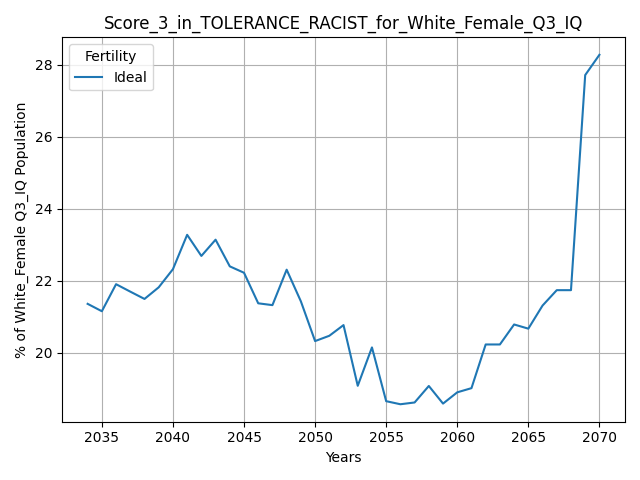 Score_3_in_TOLERANCE_RACIST_for_White_Female_Q3_IQ
Fertility
Ideal
% of White_Female Q3_IQ Population
28
26
24
22
20
2035 2040 2045 2050 2055 2060 2065 2070
Years